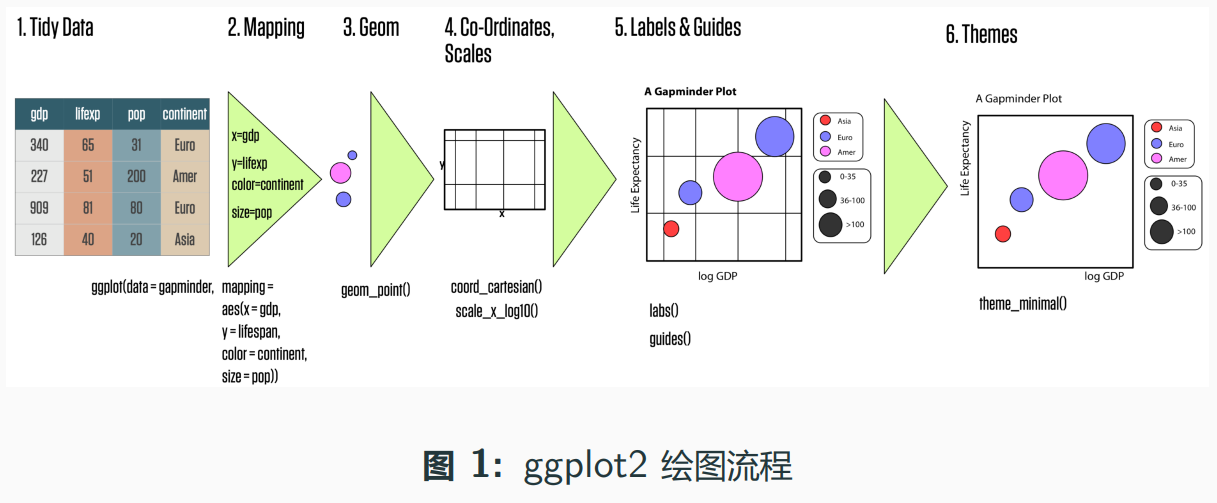 1. Tidy Data
2. Mapping
3. Geom
4. Co-Ordinates,
Scales
5. Labels & Guides
6. Themes
gdp lifexp pop continent
340 65 31 Euro
227 51 200 Amer
909 81 80 Euro
126 40 20 Asia
x=gdp
y=lifexp
color=continent
size=pop
y
x
A Gapminder Plot
Life Expectancy
log GDP
Asia
Euro
Amer
0-35
36-100
>100
A Gapminder Plot
Life Expectancy
log GDP
Asia
Euro
Amer
0-35
36-100
>100
ggplot(data = gapminder,
mapping =
aes(x = gdp,
y = lifespan,
color = continent,
size = pop))
geom_point()
coord_cartesian()
scale_x_log10()
labs()
guides()
theme_minimal()
图 1: ggplot2 绘图流程